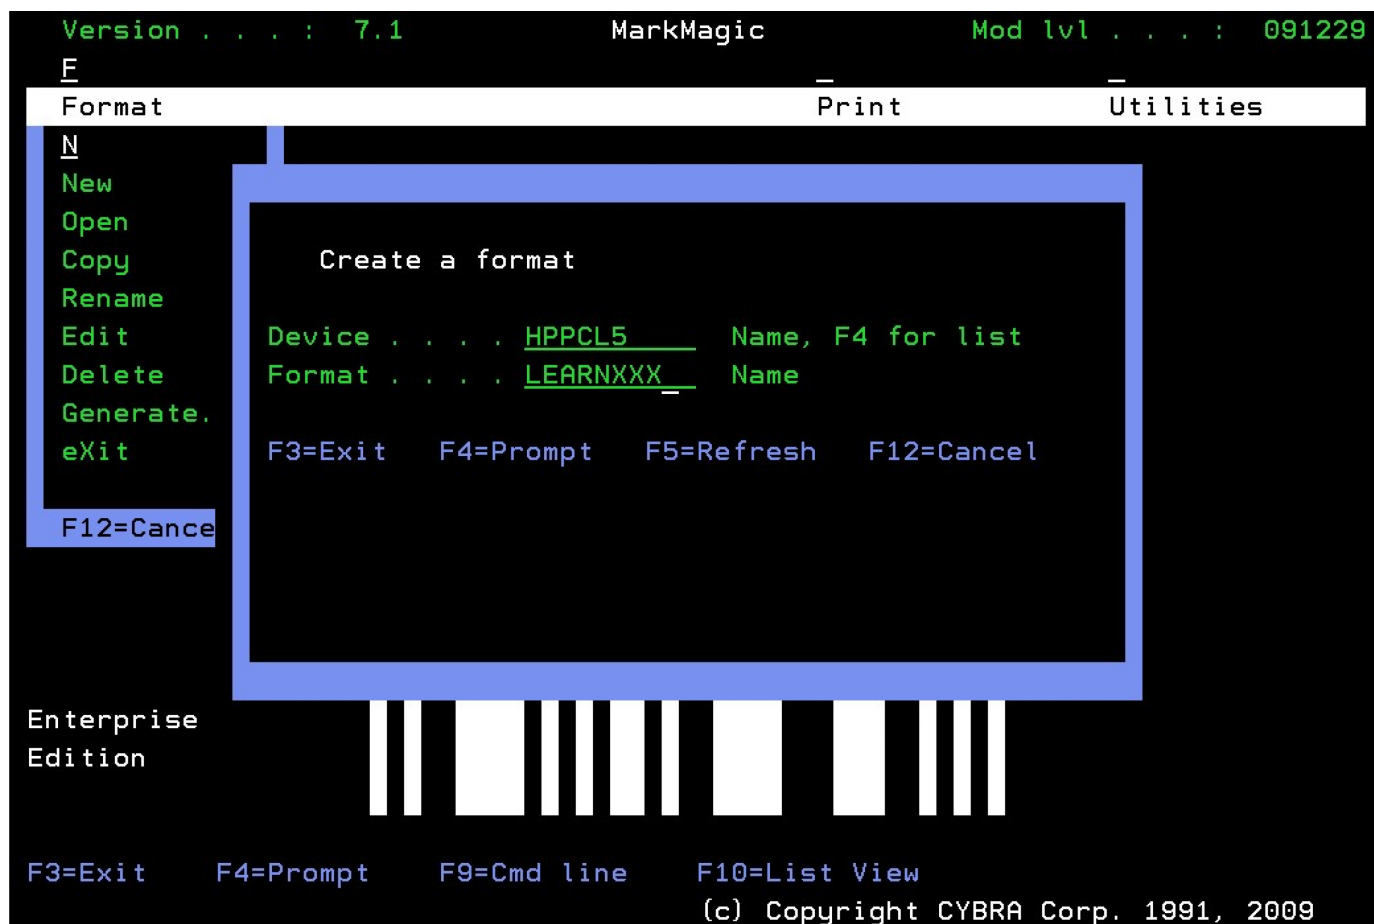 Version . . . : 7.1 MarkMagic Mod lvl . . . : 091229
F _ _
Format Print Utilities
N
New
Open
Copy Create a format
Rename
Edit Device . . . . HPPCL5 Name, F4 for list
Delete Format . . . . LEARNXXX_ Name
Generate.
eXit F3=Exit F4=Prompt F5=Refresh F12=Cancel
F12=Cance
Enterprise
Edition
F3=Exit F4=Prompt F9=Cmd line F10=List View
(c) Copyright CYBRA Corp. 1991, 2009